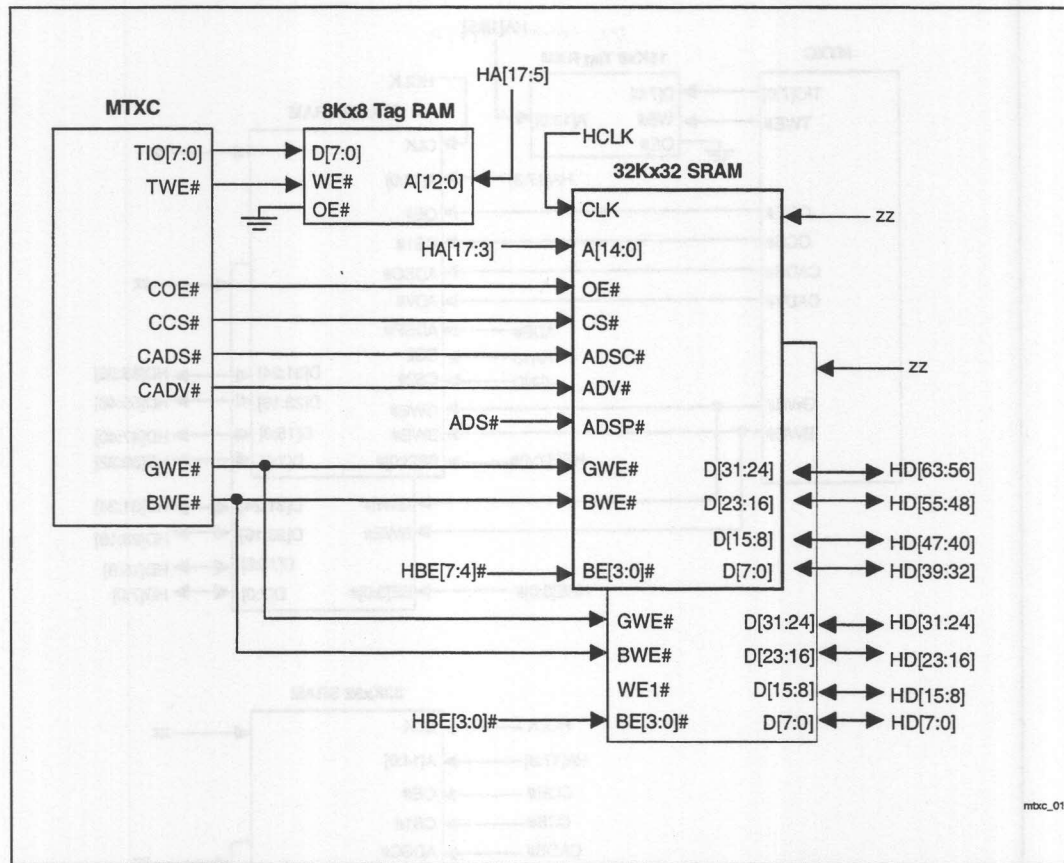 HA[17:5]
MTXC
8Kx8 Tag RAM
HCLK
TIO[7:0]
D[7:0]
32Kx32 SRAM
TWE#
WE#
A[12:0]
OE#
CLK
zz
HA[17:3]
A[14:0]
COE#
OE#
CCS#
CS#
CADS#
ADSC#
zz
CADV#
ADV#
ADS#
ADSP#
GWE#
GWE#
D[31:24]
HD[63:56]
BWE#
BWE#
D[23:16]
HD[55:48]
D[15:8]
HD[47:40]
HBE[7:4]#
BE[3:0]#
D[7:0]
HD[39:32]
GWE#
D[31:24]
HD[31:24]
BWE#
D[23:16]
HD[23:16]
WE1#
D[15:8]
HD[15:8]
HBE[3:0]#
BE[3:0]#
D[7:0]
HD[7:0]
mtxc_01